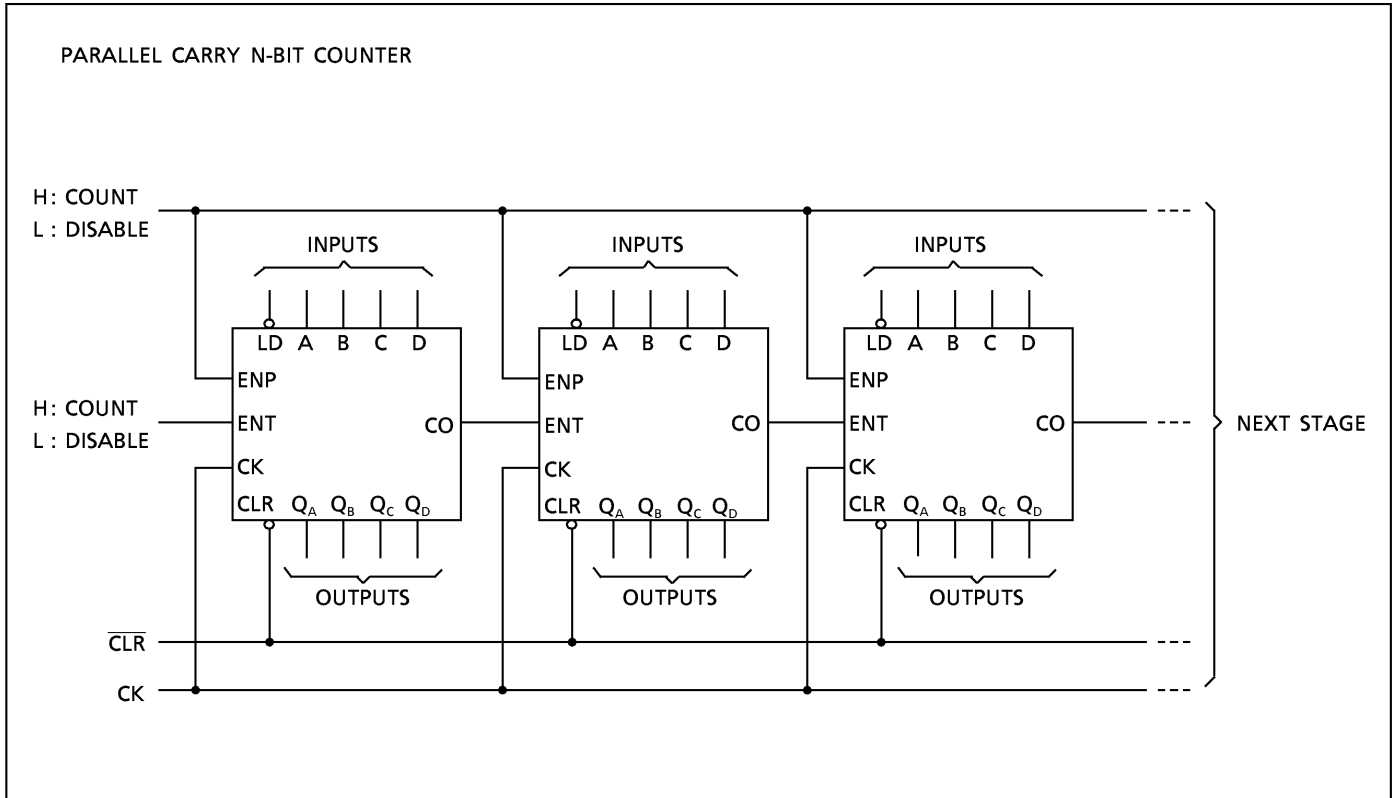 PARALLEL CARRY N-BIT COUNTER
H: COUNT
L : DISABLE
INPUTS INPUTS INPUTS
LD A B C D LD A B C D LD A B C D
ENP ENP ENP
H: COUNT
L : DISABLE
ENT CO ENT CO ENT CO NEXT STAGE
CK CK CK
CLR QA QB QC QD CLR QA QB QC QD CLR QA QB QC QD
OUTPUTS OUTPUTS OUTPUTS
CLR
CK